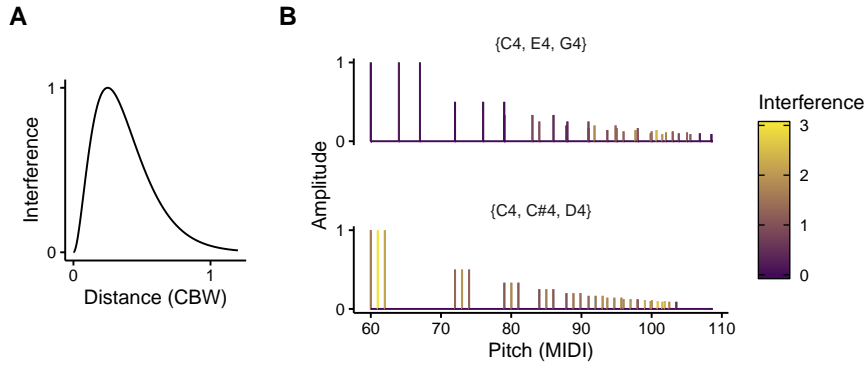 A
B
{C4, E4, G4}
1
0
Interference
1
0
0
1
Distance (CBW)
Amplitude
{C4, C#4, D4}
1
0
60
70
80
90
100
110
Pitch (MIDI)
Interference
3
2
1
0